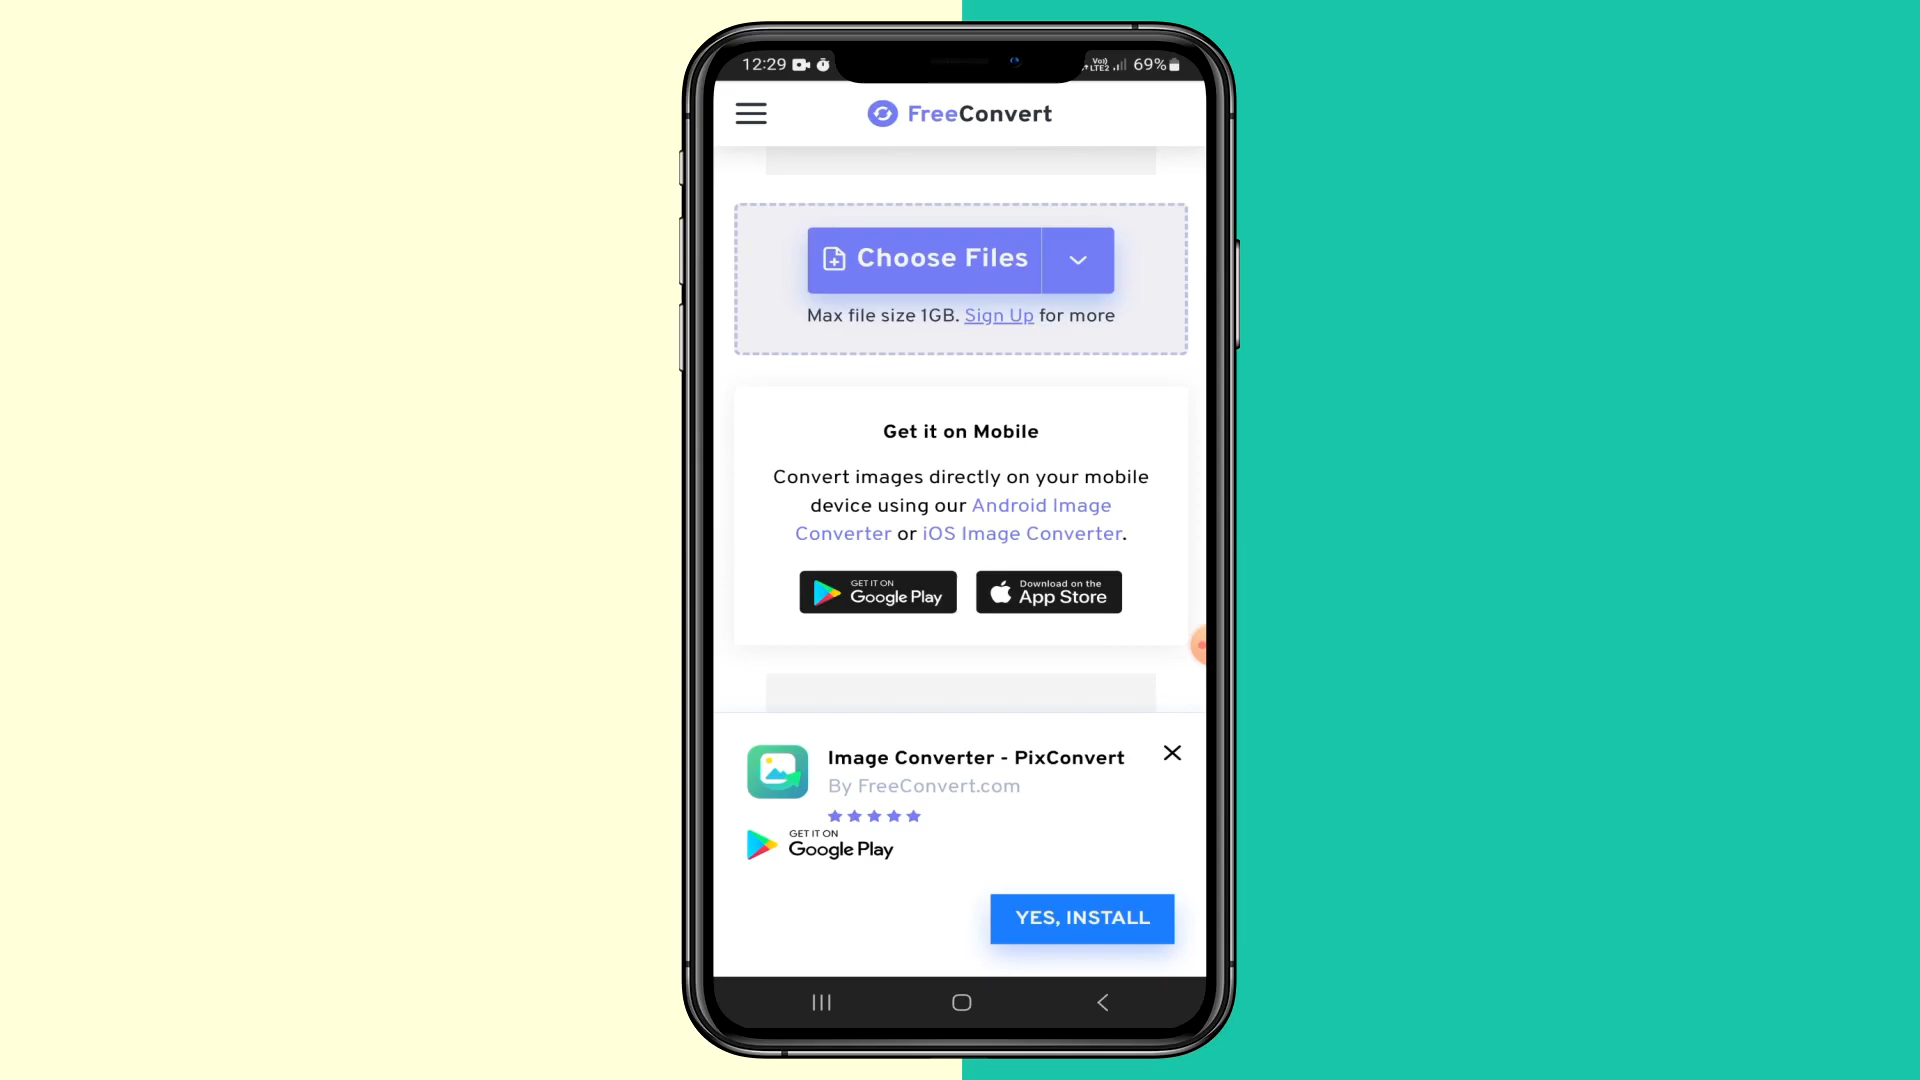 12:29
Vo)) LTE2 69%
FreeConvert
Choose Files
Max file size 1GB. Sign Up for more
Get it on Mobile
Convert images directly on your mobile
device using our Android Image
Converter or iOS Image Converter.
GET IT ON
Google Play
Download on the
App Store
Image Converter - PixConvert
By FreeConvert.com
GET IT ON
Google Play
YES, INSTALL